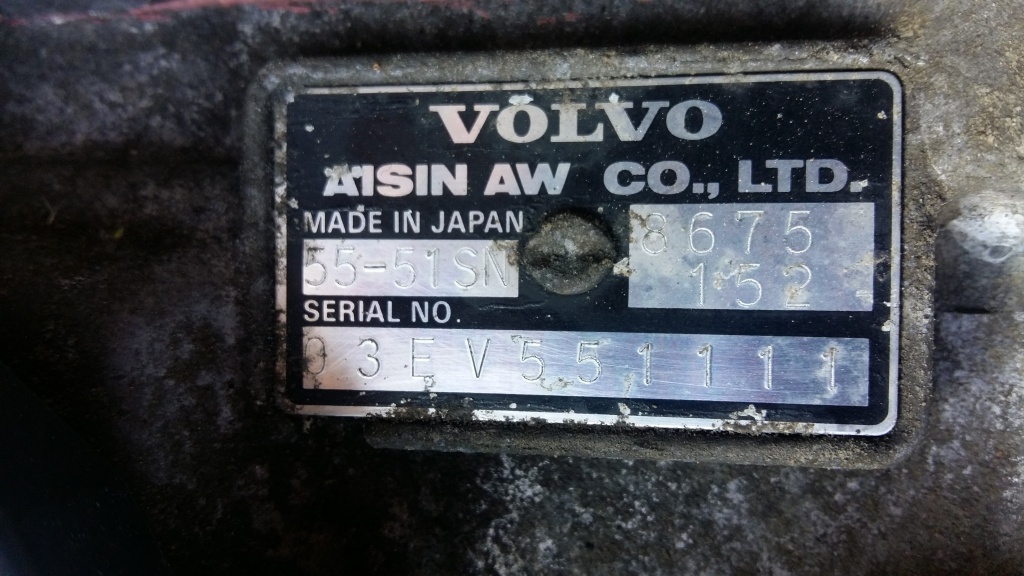 VOLVO
AISIN AW CO., LTD.
MADE IN JAPAN
55-51SN
8675
152
SERIAL NO.
03EV551111